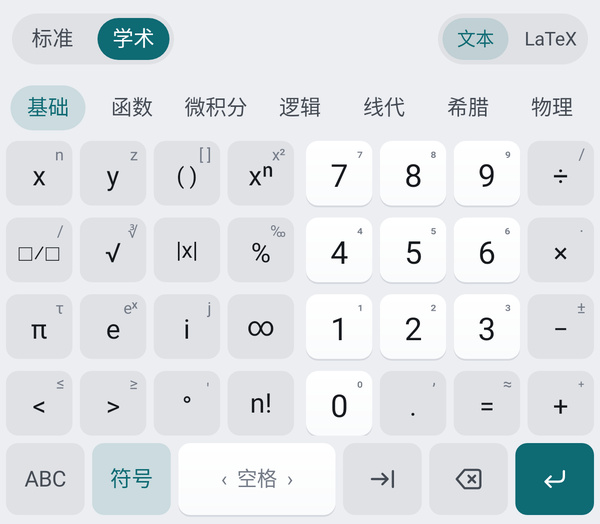 标准 学术 文本 LaTeX
基础 函数 微积分 逻辑 线代 希腊 物理
x n y z () [] xⁿ x² 7 7 8 8 9 9 ÷ /
□/□ / √ ∛ |x| % ‰ 4 4 5 5 6 6 × ·
π τ e eˣ i j ∞ 1 1 2 2 3 3 − ±
< ≤ > ≥ ° ' n! 0 0 . , = ≈ + +
ABC 符号 ‹ 空格 ›